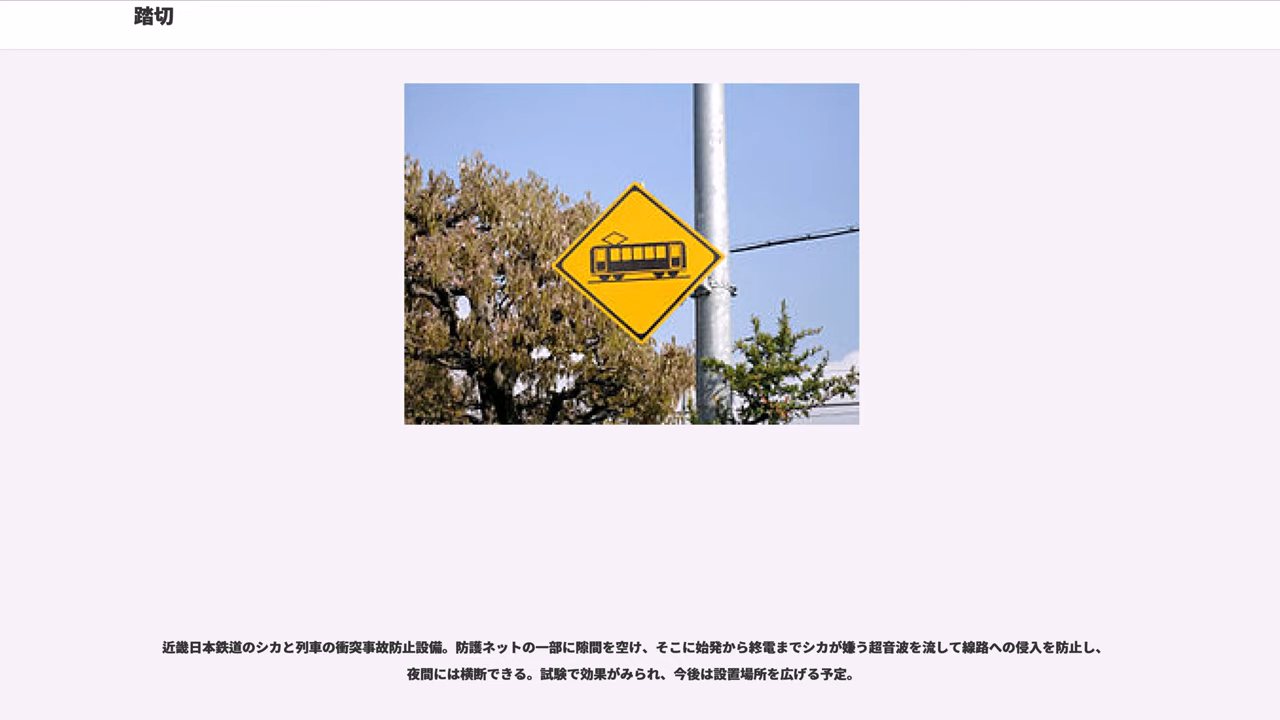 踏切
近畿日本鉄道のシカと列車の衝突事故防止設備。防護ネットの一部に隙間を空け、そこに始発から終電までシカが嫌う超音波を流して線路への侵入を防止し、
夜間には横断できる。試験で効果がみられ、今後は設置場所を広げる予定。